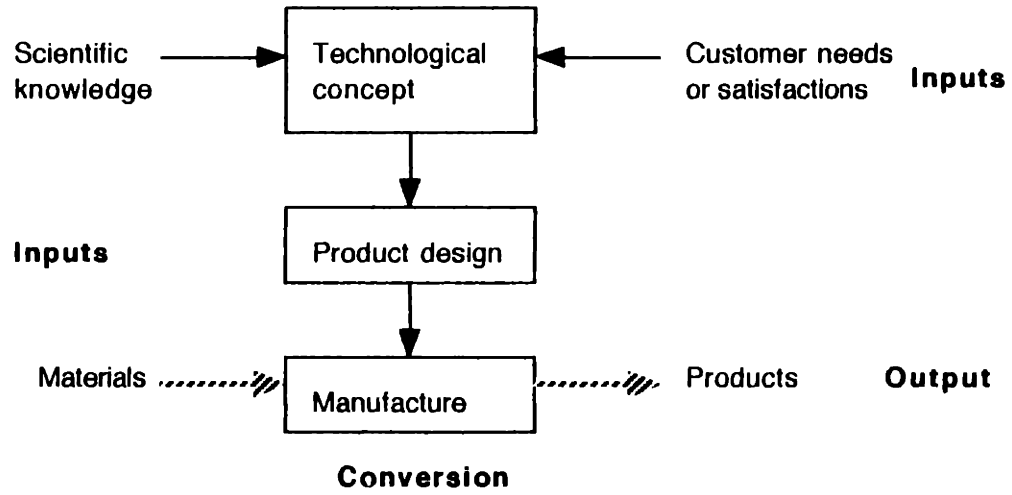 Scientific
knowledge
Technological
concept
Customer needs
or satisfactions
Inputs
Inputs
Product design
Materials
Manufacture
Products
Output
Conversion